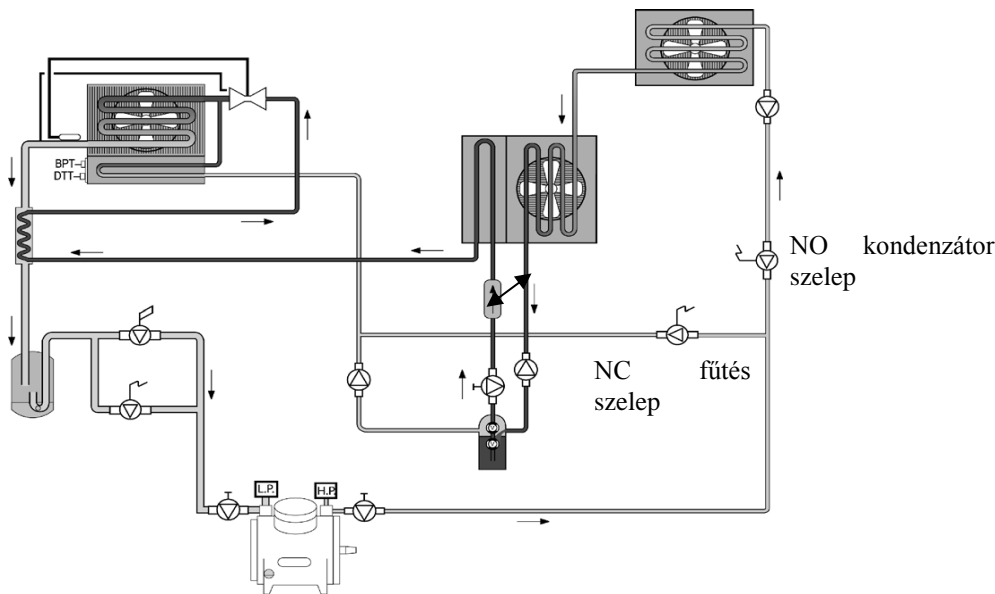 BPT
DTT
NO kondenzátor
szelep
NC fűtés
szelep
L.P.
H.P.